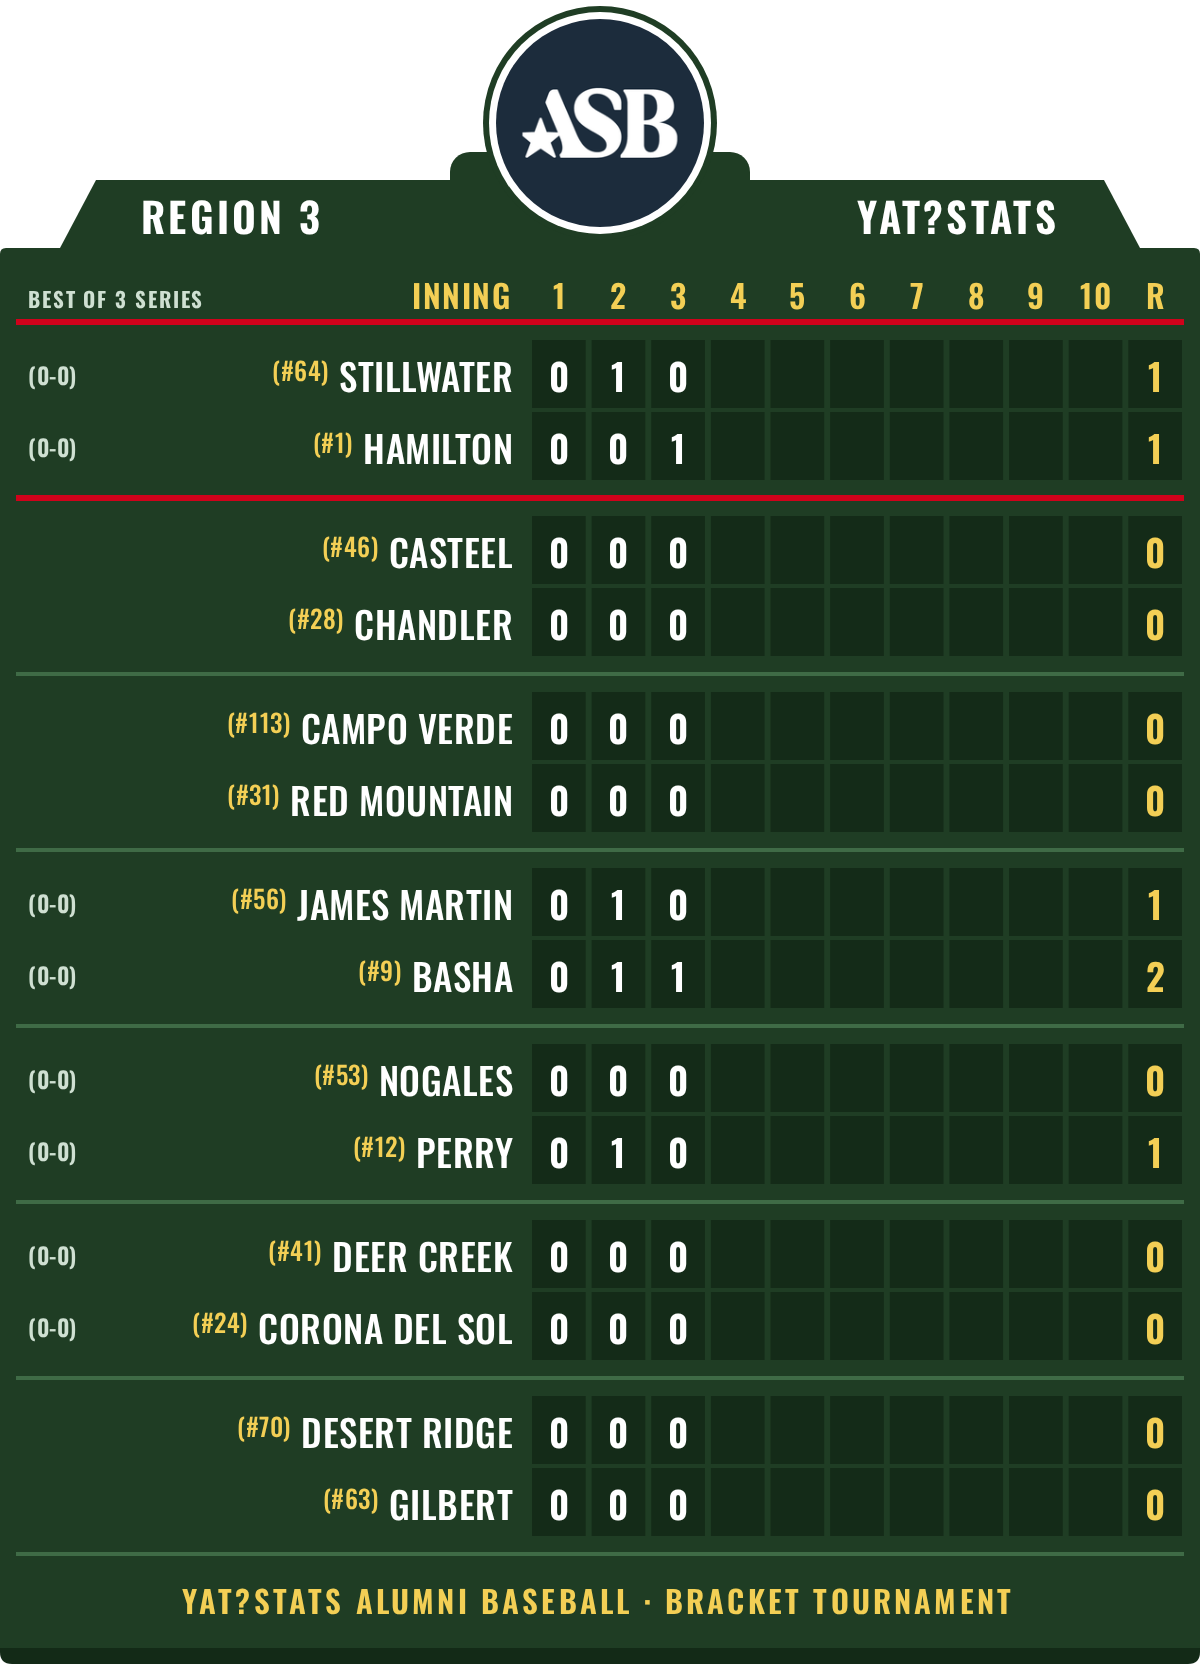 ASB
REGION 3 YAT?STATS
BEST OF 3 SERIES INNING 1 2 3 4 5 6 7 8 9 10 R
(0-0) (#64) STILLWATER 0 1 0 1
(0-0) (#1) HAMILTON 0 0 1 1
(#46) CASTEEL 0 0 0 0
(#28) CHANDLER 0 0 0 0
(#113) CAMPO VERDE 0 0 0 0
(#31) RED MOUNTAIN 0 0 0 0
(0-0) (#56) JAMES MARTIN 0 1 0 1
(0-0) (#9) BASHA 0 1 1 2
(0-0) (#53) NOGALES 0 0 0 0
(0-0) (#12) PERRY 0 1 0 1
(0-0) (#41) DEER CREEK 0 0 0 0
(0-0) (#24) CORONA DEL SOL 0 0 0 0
(#70) DESERT RIDGE 0 0 0 0
(#63) GILBERT 0 0 0 0
YAT?STATS ALUMNI BASEBALL · BRACKET TOURNAMENT